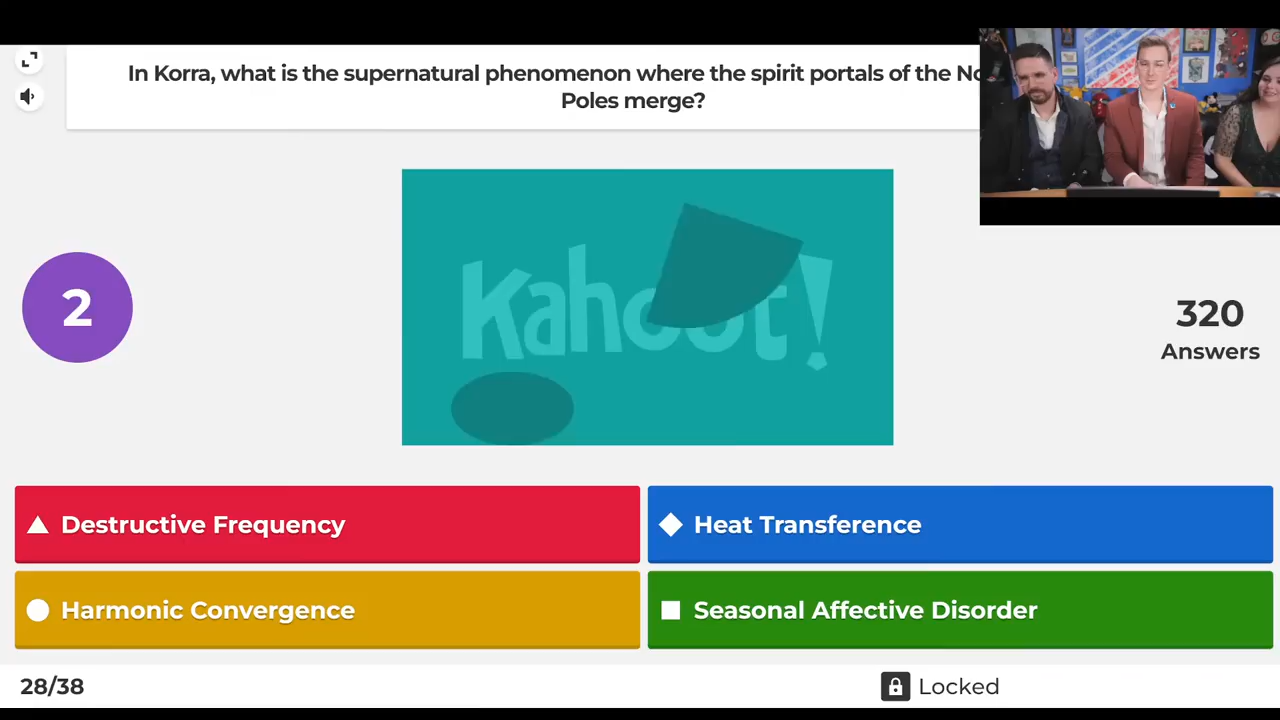 In Korra, what is the supernatural phenomenon where the spirit portals of the
Poles merge?
Kahoot!
2
320
Answers
Destructive Frequency
Heat Transference
Harmonic Convergence
Seasonal Affective Disorder
28/38
Locked